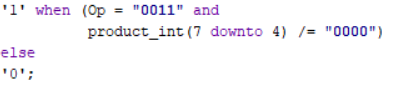 '1' when (Op = "0011" and
product_int(7 downto 4) /= "0000")
else
'0';